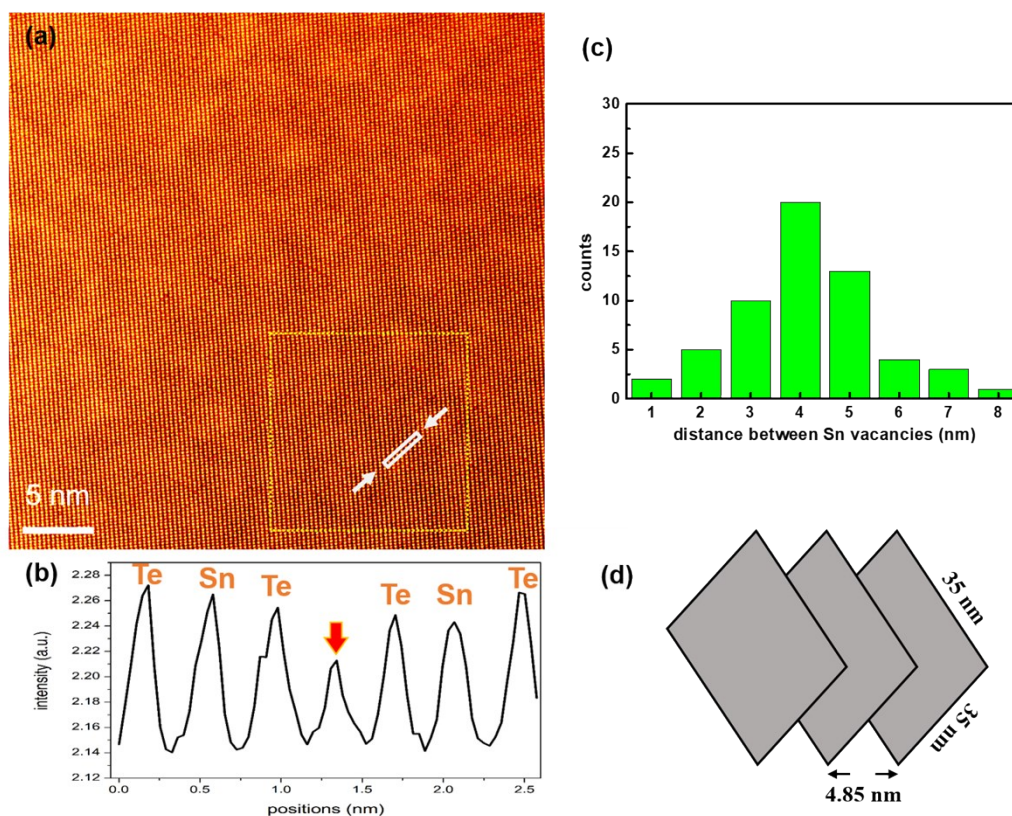 (a)
5 nm
(b)
Te
Sn
Te
Te
Sn
Te
2.28
2.26
2.24
2.22
2.20
2.18
2.16
2.14
2.12
intensity (a.u.)
0.0 0.5 1.0 1.5 2.0 2.5
positions (nm)
(c)
30
25
20
15
10
5
0
counts
1 2 3 4 5 6 7 8
distance between Sn vacancies (nm)
(d)
35 nm
35 nm
4.85 nm